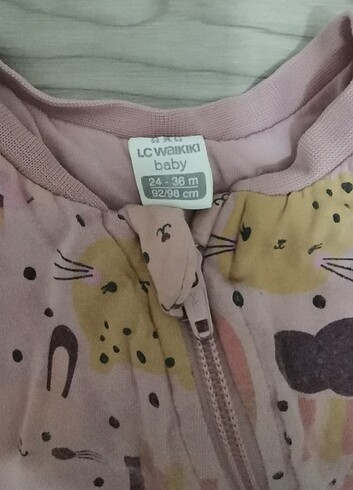 LC WAIKIKI
baby
24 - 36 m
92/98 cm